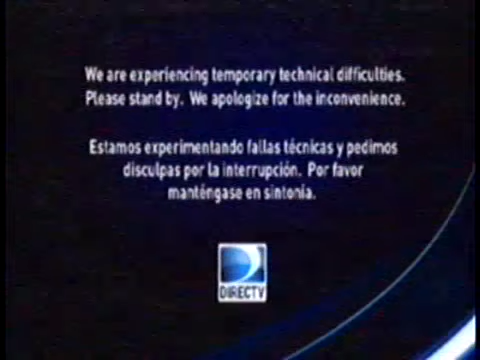 We are experiencing temporary technical difficulties.
Please stand by. We apologize for the inconvenience.
Estamos experimentando fallas técnicas y pedimos
disculpas por la interrupción. Por favor
manténgase en sintonía.
DIRECTV